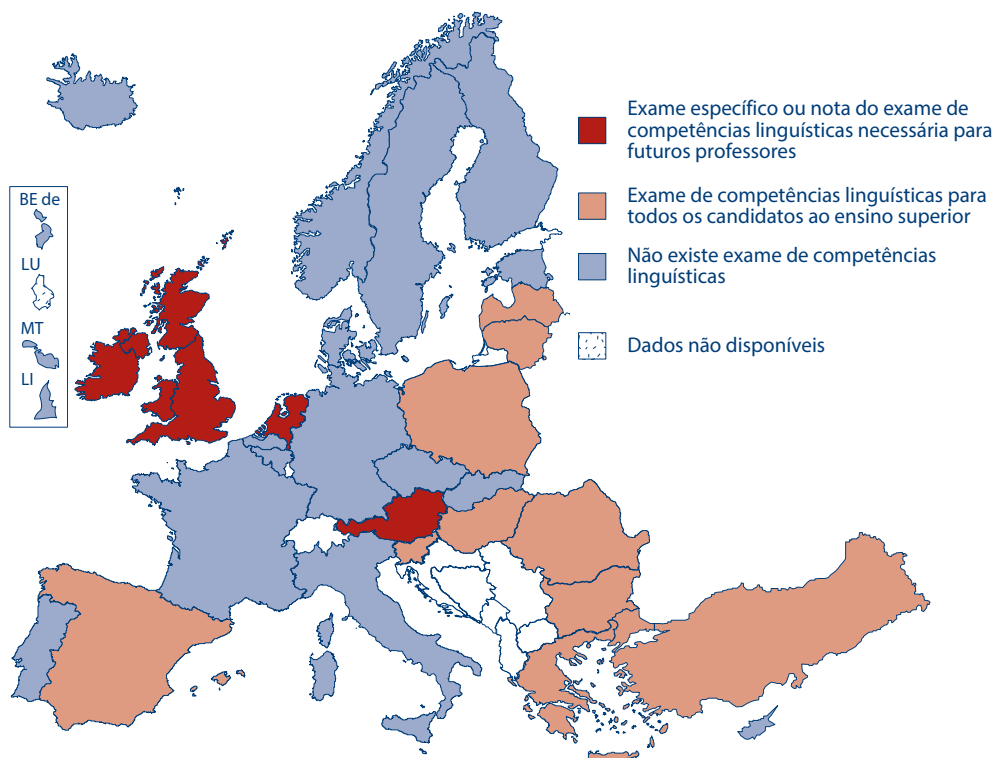 Exame específico ou nota do exame de
competências linguísticas necessária para
futuros professores
Exame de competências linguísticas para
todos os candidatos ao ensino superior
Não existe exame de competências
linguísticas
Dados não disponíveis
BE de
LU
MT
LI